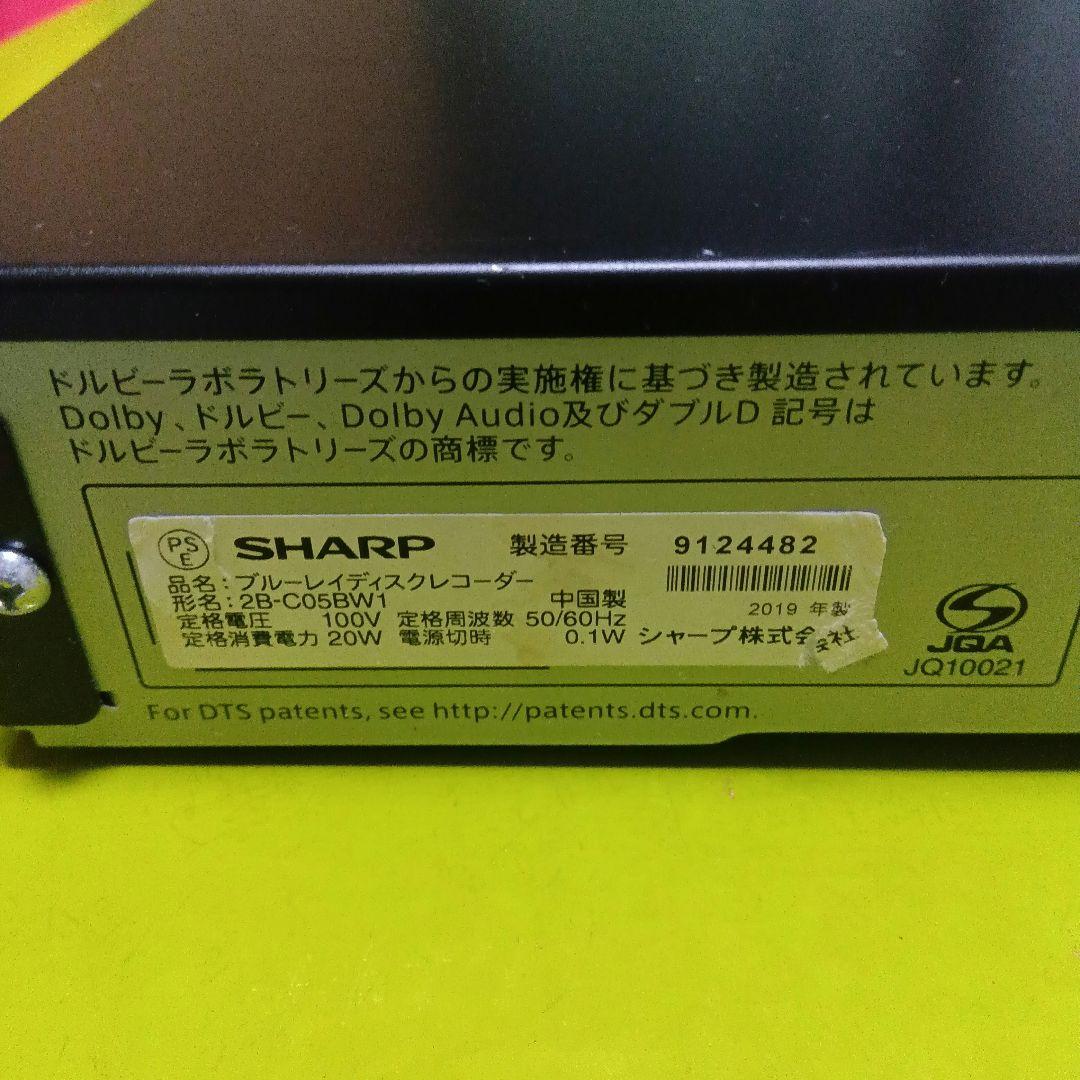 ドルビーラボラトリーズからの実施権に基づき製造されています。
Dolby、ドルビー、Dolby Audio及びダブルD 記号は
ドルビーラボラトリーズの商標です。
PSE SHARP 製造番号 9124482
品名:ブルーレイディスクレコーダー
形名:2B-C05BW1 中国製 2019 年製
定格電圧 100V 定格周波数 50/60Hz
定格消費電力 20W 電源切時 0.1W シャープ株式会社
JQA
JQ10021
For DTS patents, see http://patents.dts.com.